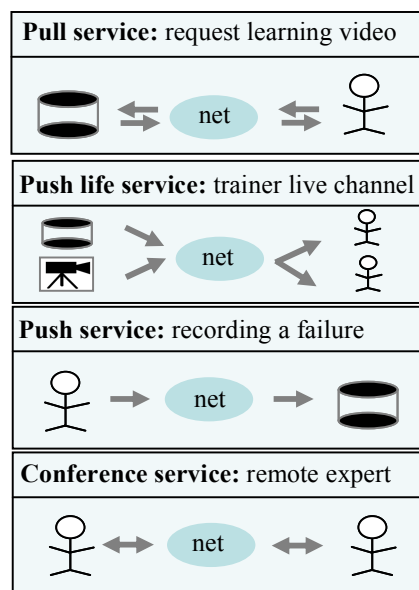 Pull service: request learning video
net
Push life service: trainer live channel
net
Push service: recording a failure
net
Conference service: remote expert
net